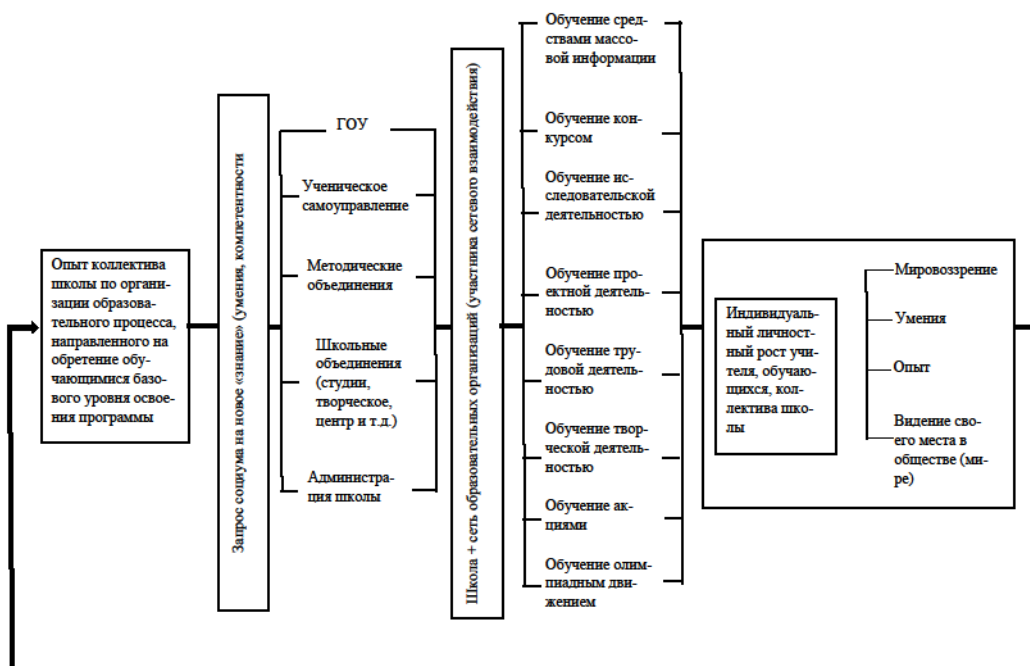 Опыт коллектива
школы по органи-
зации образова-
тельного процесса,
направленного на
обретение обу-
чающимися базо-
вого уровня освое-
ния программы
Запрос социума на новое «знание» (умения, компетентности
ГОУ
Ученическое
самоуправление
Методические
объединения
Школьные
объединения
(студии,
творческое,
центр и т.д.)
Администра-
ция школы
Школа + сеть образовательных организаций (участника сетевого взаимодействия)
Обучение сред-
ствами массо-
вой информации
Обучение кон-
курсом
Обучение ис-
следовательской
деятельностью
Обучение про-
ектной деятель-
ностью
Обучение тру-
довой деятель-
ностью
Обучение твор-
ческой деятель-
ностью
Обучение ак-
циями
Обучение олим-
пиадным дви-
жением
Индивидуаль-
ный личност-
ный рост учи-
теля, обучаю-
щихся, кол-
лектива шко-
лы
Мировоззрение
Умения
Опыт
Видение сво-
его места в
обществе (ми-
ре)